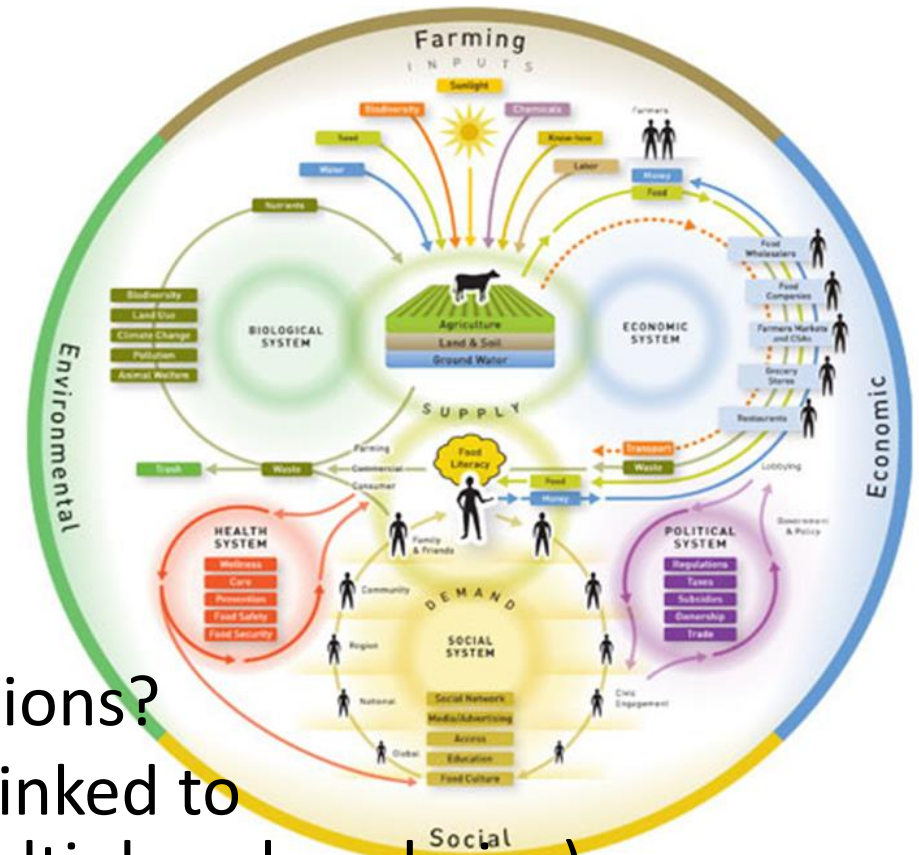 Farming
INPUTS
Sunlight
Biodiversity
Chemicals
Seed
Know-how
Water
Labor
Farmers
Money
Food
Nutrients
Food
Wholesalers
Food
Companies
Farmers Markets
and CSAs
Grocery
Stores
Restaurants
Biodiversity
Land Use
Climate Change
Pollution
Animal Welfare
BIOLOGICAL
SYSTEM
Agriculture
Land & Soil
Ground Water
ECONOMIC
SYSTEM
Environmental
Economic
SUPPLY
Food
Literacy
Farming
Commercial
Consumer
Trash
Waste
Transport
Waste
Food
Money
Lobbying
Government
& Policy
HEALTH
SYSTEM
Wellness
Care
Prevention
Food Safety
Food Security
Family
& Friends
Community
Region
National
Global
DEMAND
SOCIAL
SYSTEM
Social Network
Media/Advertising
Access
Education
Food Culture
POLITICAL
SYSTEM
Regulations
Taxes
Subsidies
Ownership
Trade
Civic
Engagement
ions?
inked to
Social